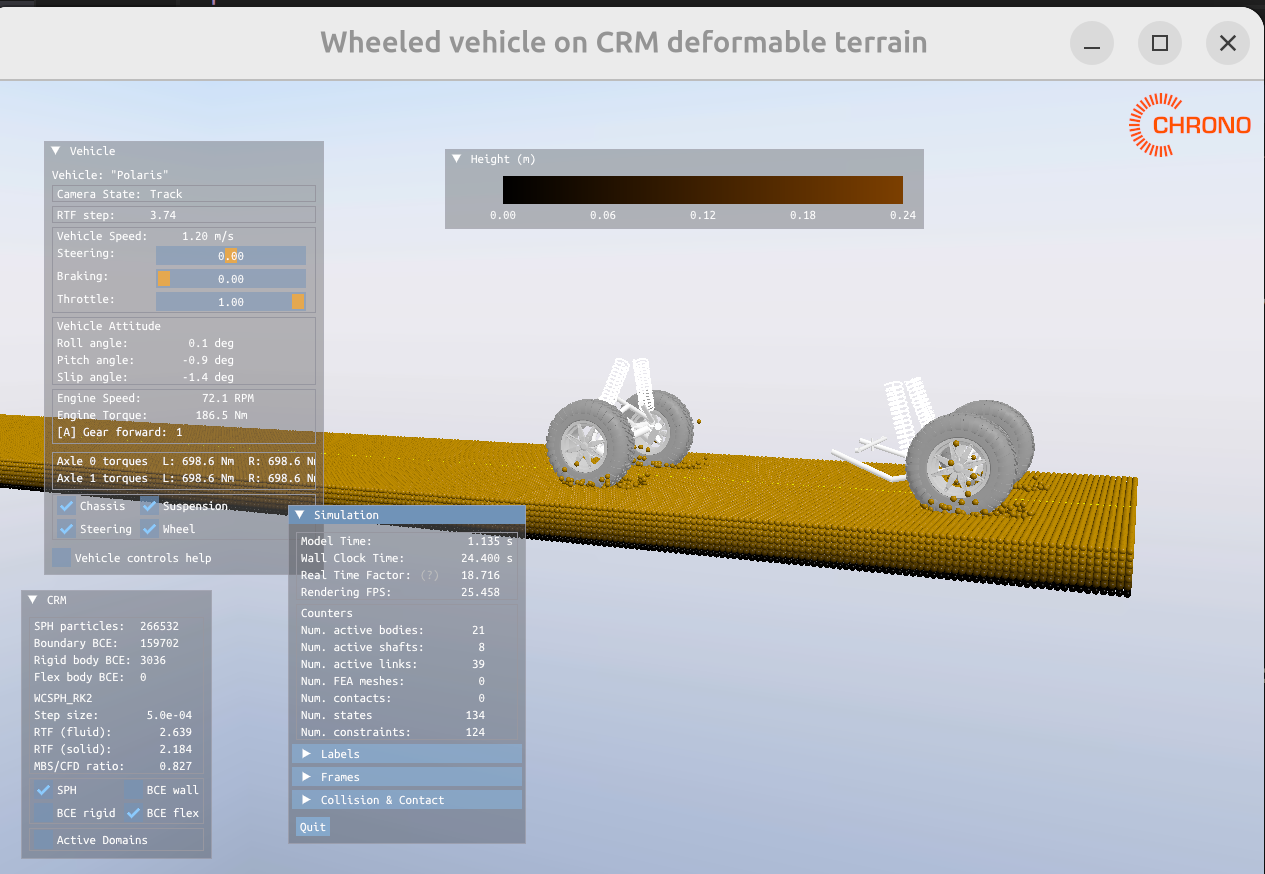 Wheeled vehicle on CRM deformable terrain
CHRONO
Vehicle
Vehicle: "Polaris"
Camera State: Track
RTF step: 3.74
Vehicle Speed: 1.20 m/s
Steering: 0.00
Braking: 0.00
Throttle: 1.00
Vehicle Attitude
Roll angle: 0.1 deg
Pitch angle: -0.9 deg
Slip angle: -1.4 deg
Engine Speed: 72.1 RPM
Engine Torque: 186.5 Nm
[A] Gear forward: 1
Axle 0 torques L: 698.6 Nm R: 698.6 N
Axle 1 torques L: 698.6 Nm R: 698.6 N
Chassis Suspension
Steering Wheel
Vehicle controls help
Height (m)
0.00 0.06 0.12 0.18 0.24
Simulation
Model Time: 1.135 s
Wall Clock Time: 24.400 s
Real Time Factor: (?) 18.716
Rendering FPS: 25.458
Counters
Num. active bodies: 21
Num. active shafts: 8
Num. active links: 39
Num. FEA meshes: 0
Num. contacts: 0
Num. states 134
Num. constraints: 124
Labels
Frames
Collision & Contact
Quit
CRM
SPH particles: 266532
Boundary BCE: 159702
Rigid body BCE: 3036
Flex body BCE: 0
WCSPH_RK2
Step size: 5.0e-04
RTF (fluid): 2.639
RTF (solid): 2.184
MBS/CFD ratio: 0.827
SPH BCE wall
BCE rigid BCE flex
Active Domains